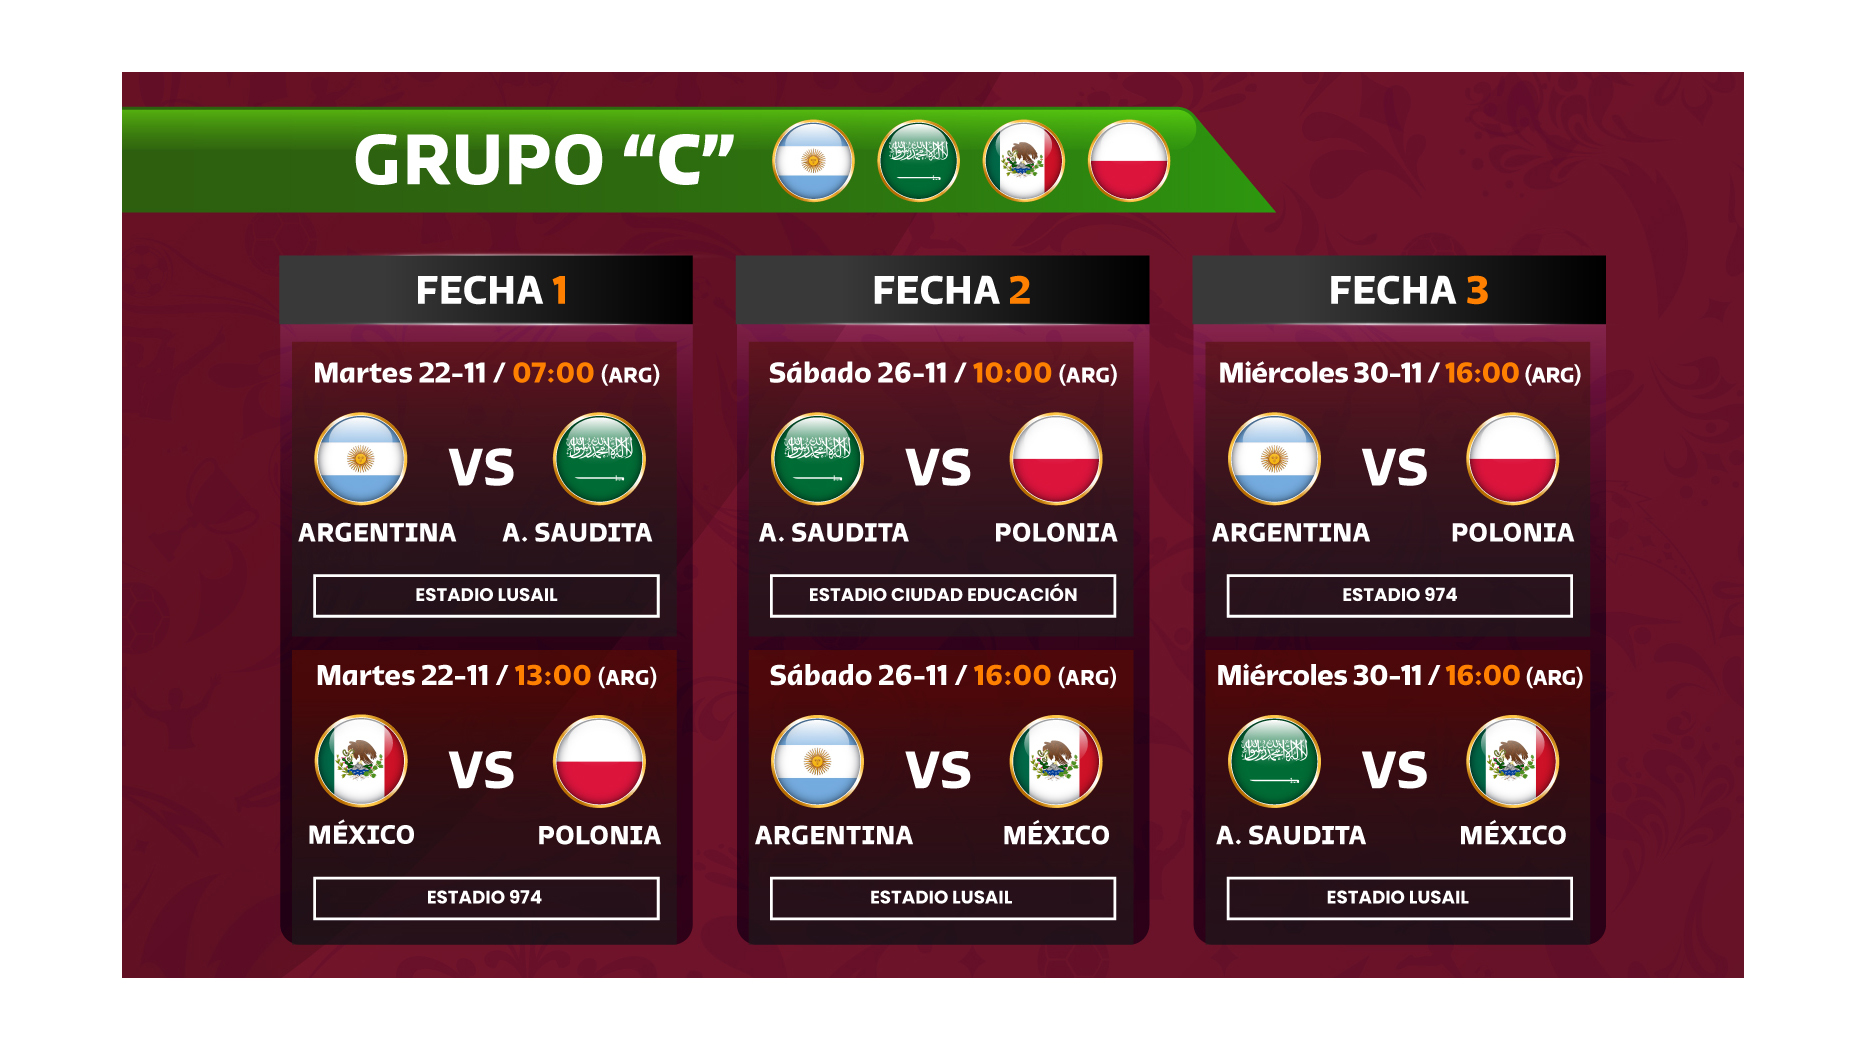 GRUPO “C”
FECHA 1
Martes 22-11 / 07:00 (ARG)
VS
ARGENTINA A. SAUDITA
ESTADIO LUSAIL
Martes 22-11 / 13:00 (ARG)
VS
MÉXICO POLONIA
ESTADIO 974
FECHA 2
Sábado 26-11 / 10:00 (ARG)
VS
A. SAUDITA POLONIA
ESTADIO CIUDAD EDUCACIÓN
Sábado 26-11 / 16:00 (ARG)
VS
ARGENTINA MÉXICO
ESTADIO LUSAIL
FECHA 3
Miércoles 30-11 / 16:00 (ARG)
VS
ARGENTINA POLONIA
ESTADIO 974
Miércoles 30-11 / 16:00 (ARG)
VS
A. SAUDITA MÉXICO
ESTADIO LUSAIL